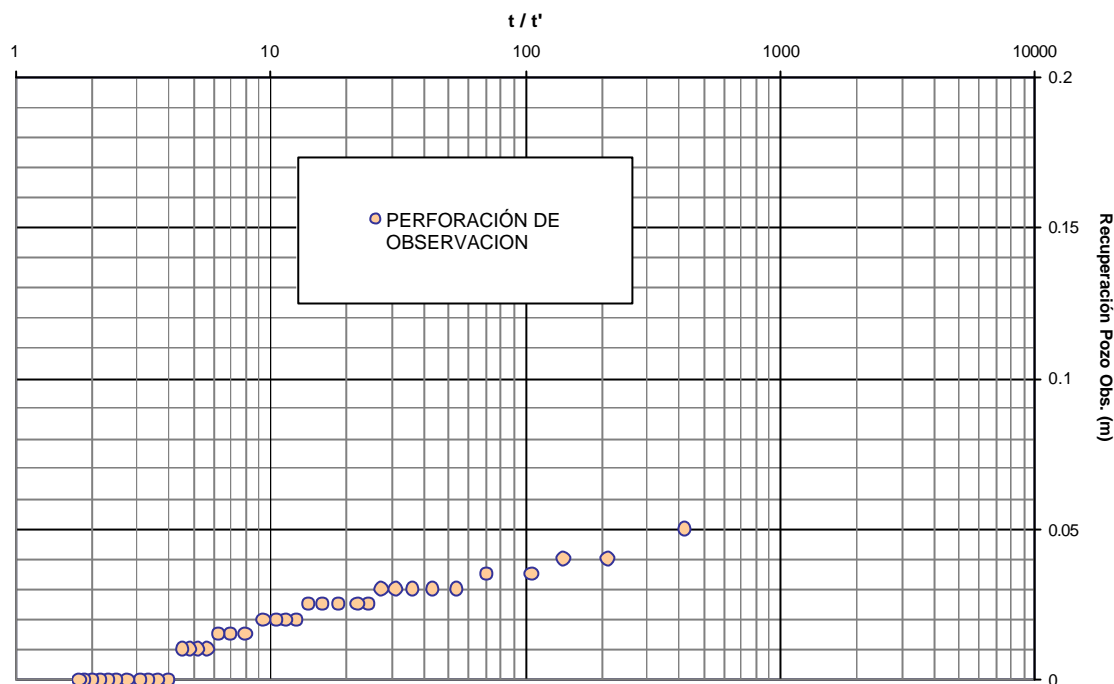 t / t'
1 10 100 1000 10000
0.2
PERFORACIÓN DE
OBSERVACION
0.15
0.1
0.05
0
Recuperación Pozo Obs. (m)